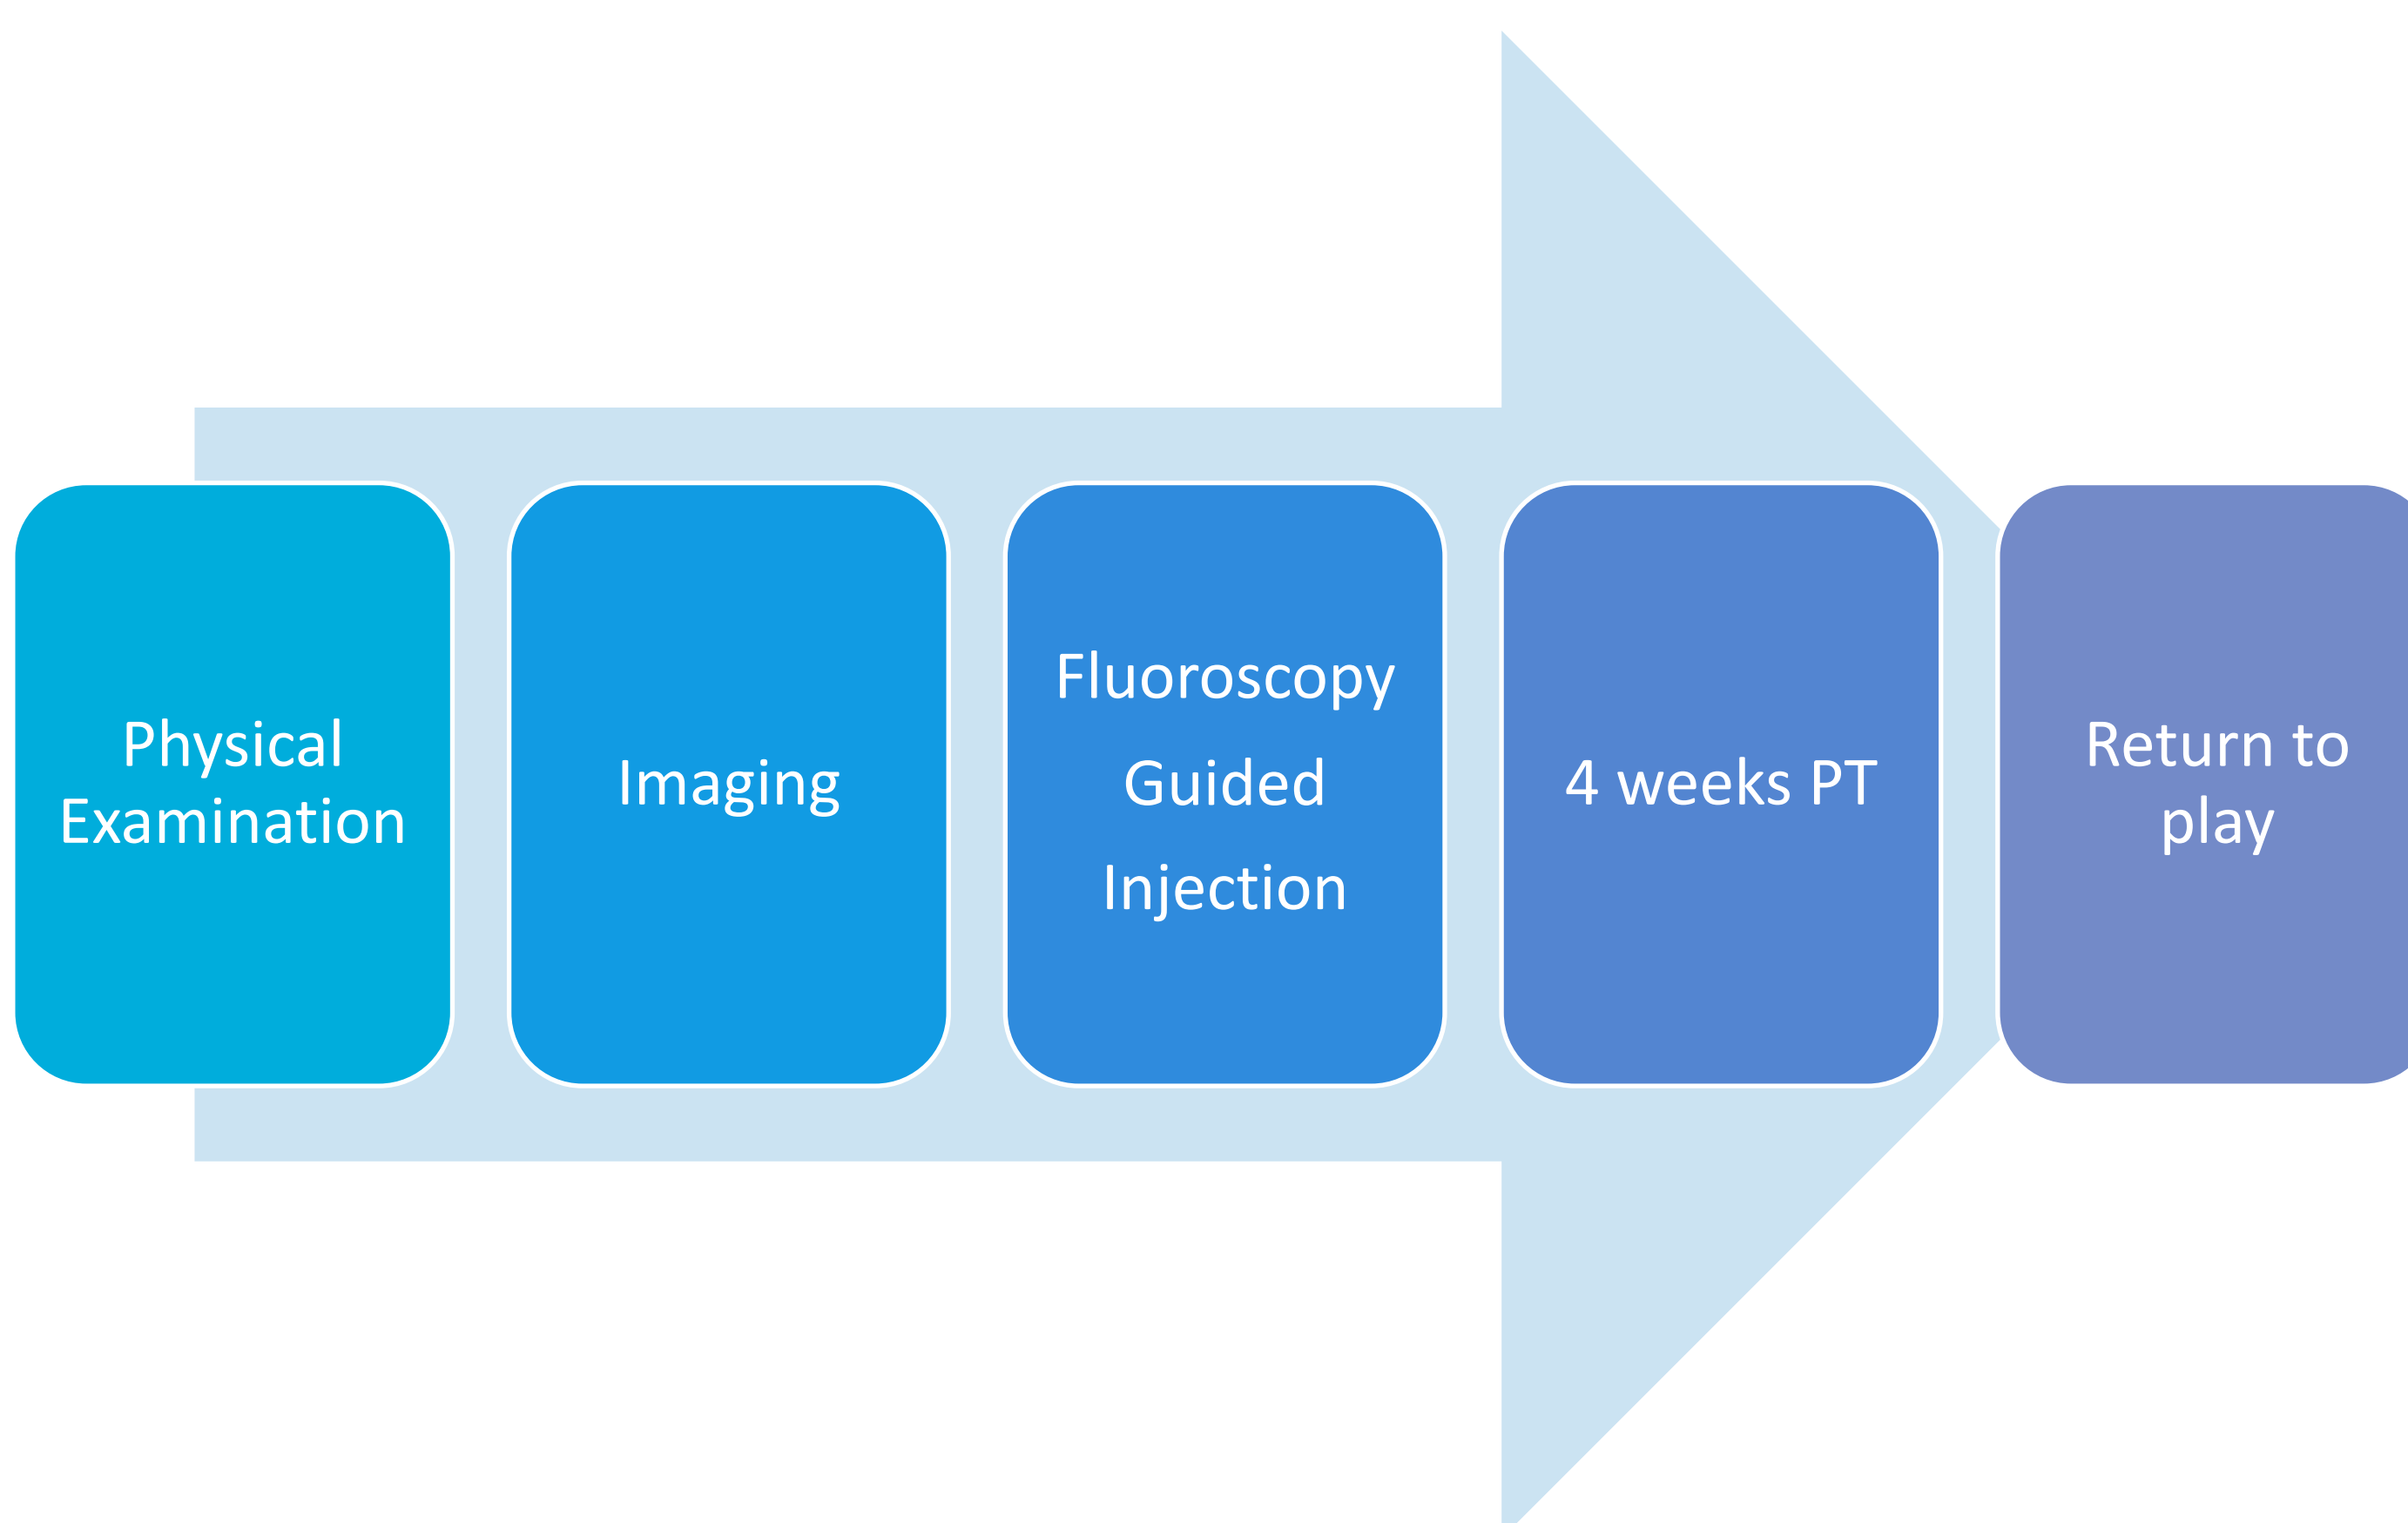 Physical
Examination
Imaging
Fluoroscopy
Guided
Injection
4 weeks PT
Return to
play